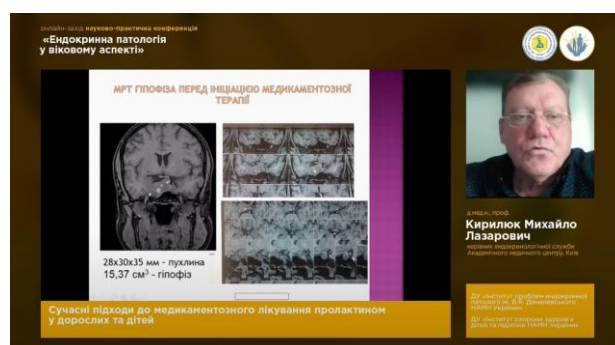 онлайн-захід науково-практична конференція
«Ендокринна патологія
у віковому аспекті»
МРТ ГІПОФІЗА ПЕРЕД ІНІЦІАЦІЄЮ МЕДИКАМЕНТОЗНОЇ
ТЕРАПІЇ
28х30х35 мм - пухлина
15,37 см³ - гіпофіз
Сучасні підходи до медикаментозного лікування пролактином
у дорослих та дітей
д.мед.н., проф.
Кирилюк Михайло
Лазарович
керівник ендокринологічної служби
Академічного медичного центру, Київ
ДУ «Інститут проблем ендокринної
патології ім. В.Я. Данилевського
НАМН України»
ДУ «Інститут охорони здоров'я
дітей та підлітків НАМН України»